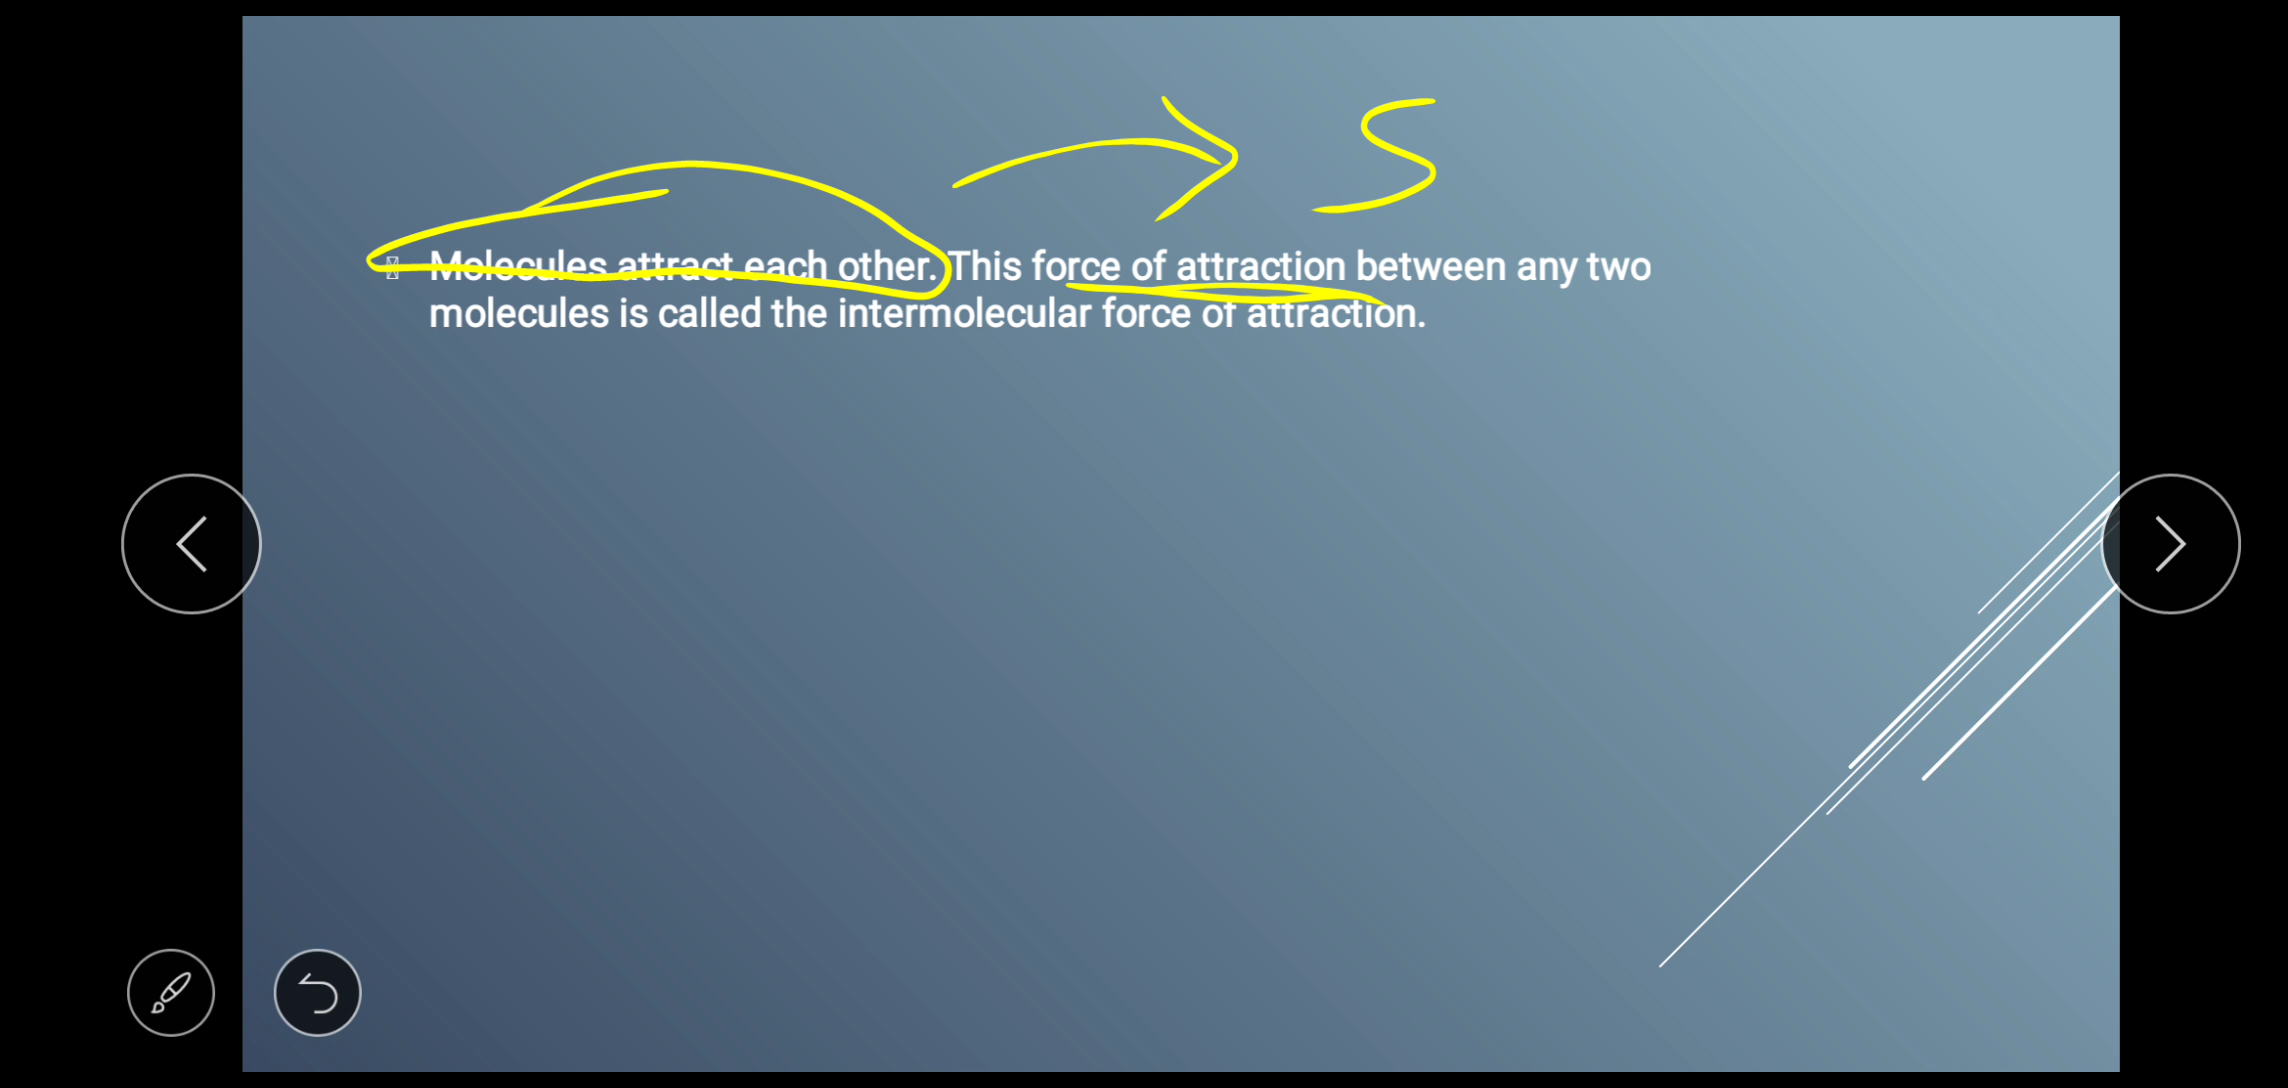 S
Molecules attract each other. This force of attraction between any two
molecules is called the intermolecular force of attraction.